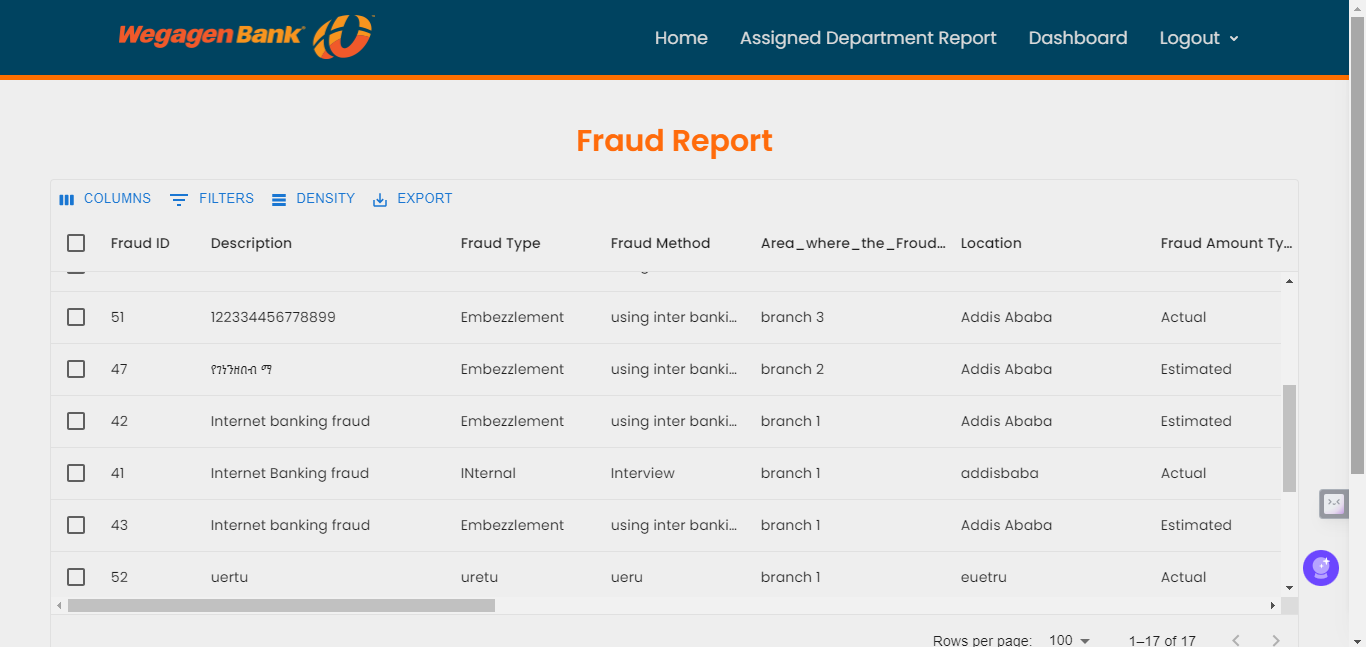 Wegagen Bank
Home Assigned Department Report Dashboard Logout
Fraud Report
COLUMNS FILTERS DENSITY EXPORT
Fraud ID Description Fraud Type Fraud Method Area_where_the_Froud... Location Fraud Amount Ty...
51 122334456778899 Embezzlement using inter banki... branch 3 Addis Ababa Actual
47 የገነንዘበብ ማ Embezzlement using inter banki... branch 2 Addis Ababa Estimated
42 Internet banking fraud Embezzlement using inter banki... branch 1 Addis Ababa Estimated
41 Internet Banking fraud INternal Interview branch 1 addisbaba Actual
43 Internet banking fraud Embezzlement using inter banki... branch 1 Addis Ababa Estimated
52 uertu uretu ueru branch 1 euetru Actual
Rows per page: 100 1–17 of 17